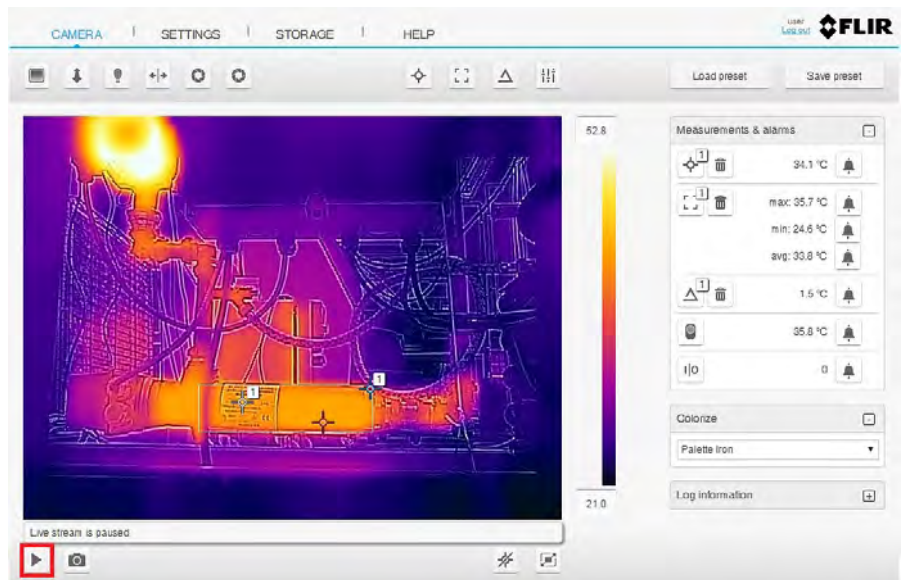 CAMERA
SETTINGS
STORAGE
HELP
user
Log out
FLIR
Load preset
Save preset
52.8
Measurements & alarms
1
34.1 °C
1
max: 35.7 °C
min: 24.6 °C
avg: 33.8 °C
1
1.5 °C
35.8 °C
I|O
0
1
1
Colorize
Palette Iron
Log information
21.0
Live stream is paused